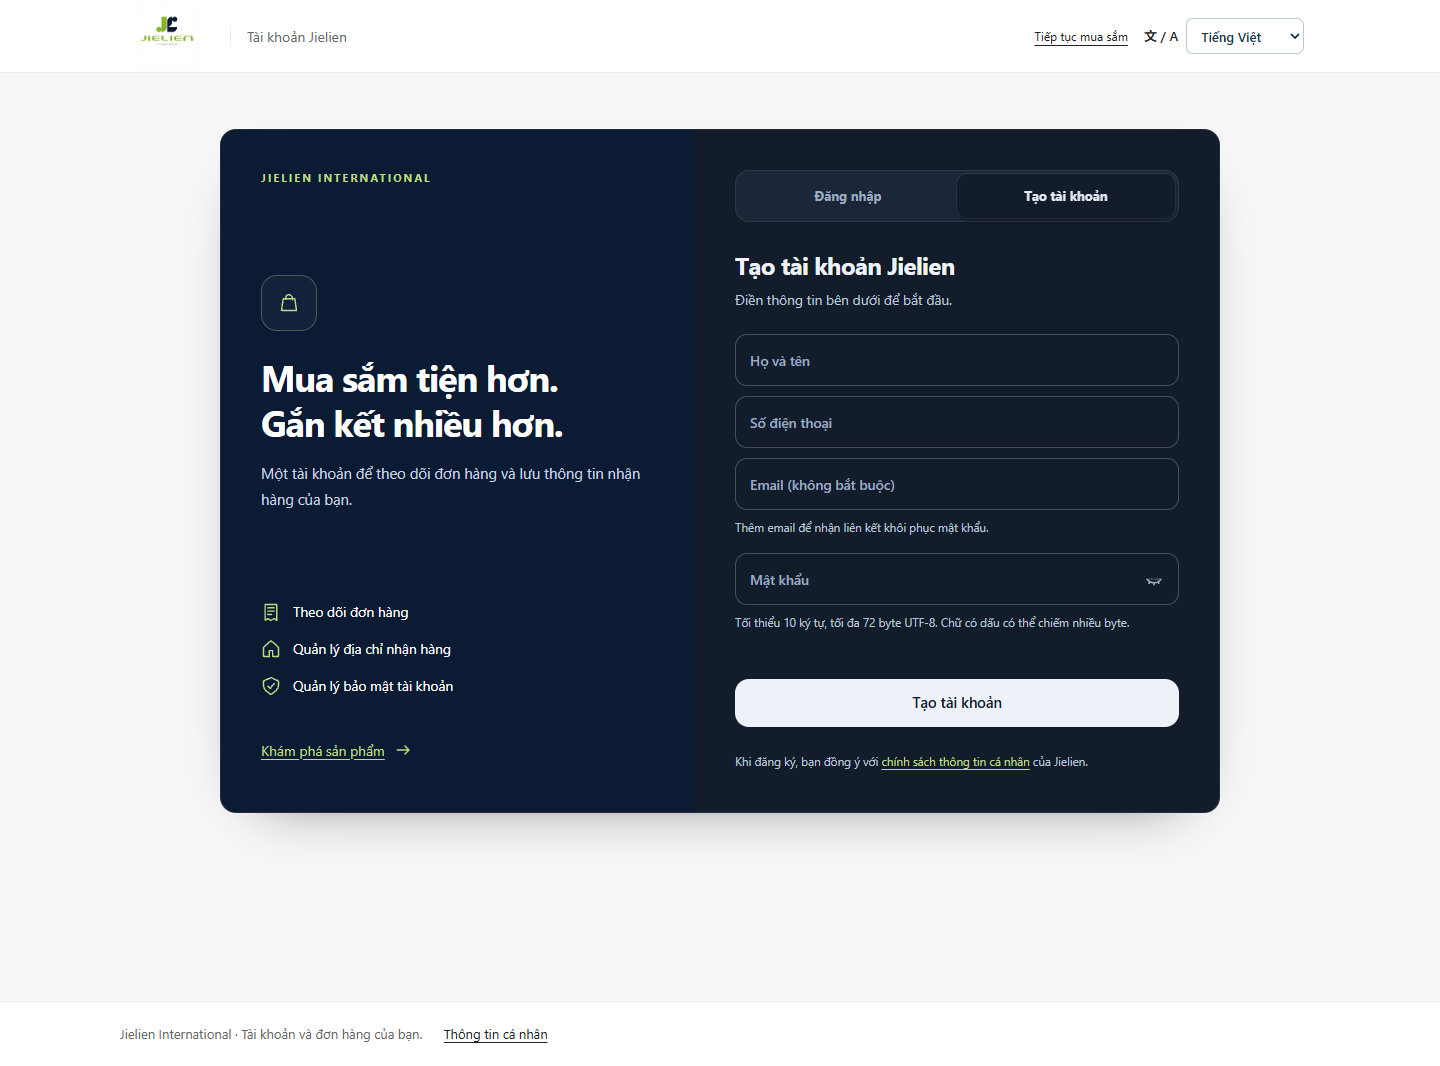 JIELIEN
Tài khoản Jielien
Tiếp tục mua sắm
文 / A
Tiếng Việt
JIELIEN INTERNATIONAL
Mua sắm tiện hơn.
Gắn kết nhiều hơn.
Một tài khoản để theo dõi đơn hàng và lưu thông tin nhận
hàng của bạn.
Theo dõi đơn hàng
Quản lý địa chỉ nhận hàng
Quản lý bảo mật tài khoản
Khám phá sản phẩm
Đăng nhập
Tạo tài khoản
Tạo tài khoản Jielien
Điền thông tin bên dưới để bắt đầu.
Họ và tên
Số điện thoại
Email (không bắt buộc)
Thêm email để nhận liên kết khôi phục mật khẩu.
Mật khẩu
Tối thiểu 10 ký tự, tối đa 72 byte UTF-8. Chữ có dấu có thể chiếm nhiều byte.
Tạo tài khoản
Khi đăng ký, bạn đồng ý với chính sách thông tin cá nhân của Jielien.
Jielien International · Tài khoản và đơn hàng của bạn.
Thông tin cá nhân